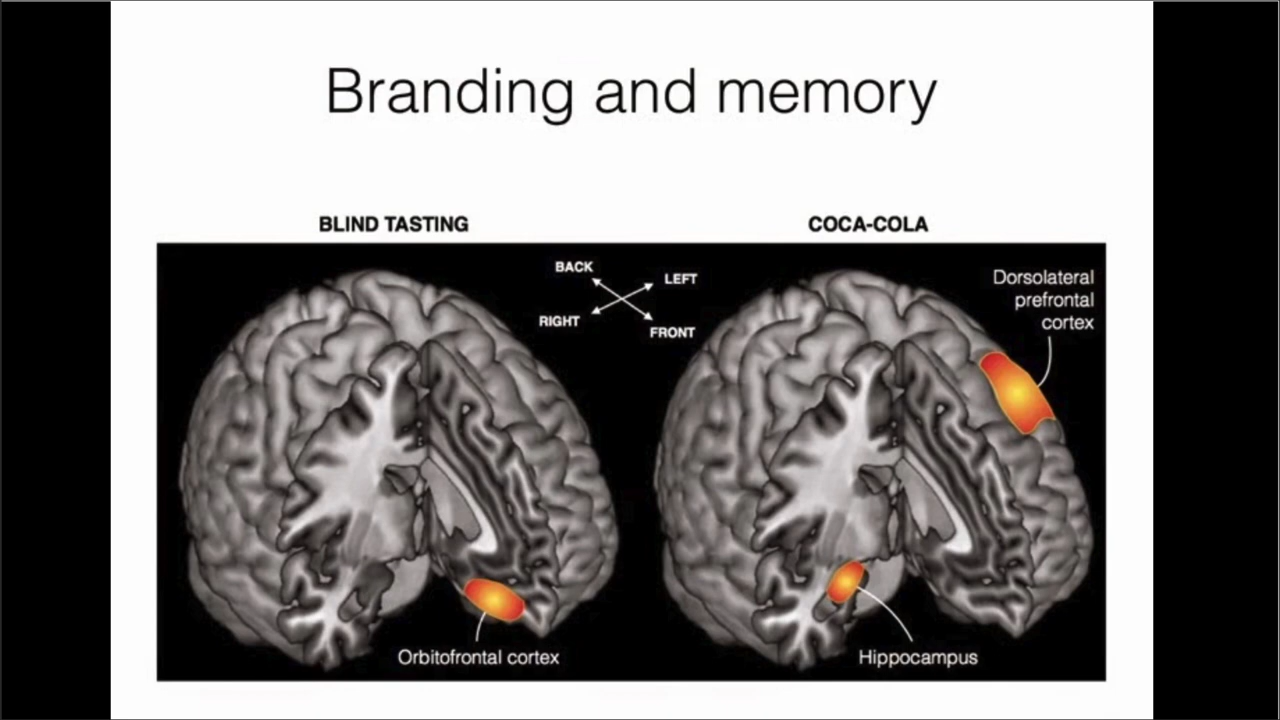 Branding and memory
BLIND TASTING
COCA-COLA
BACK
LEFT
RIGHT
FRONT
Dorsolateral
prefrontal
cortex
Orbitofrontal cortex
Hippocampus